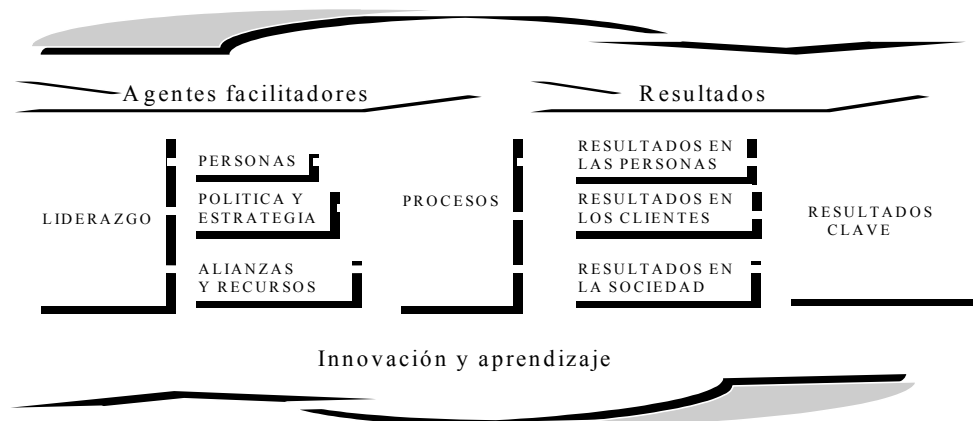 Agentes facilitadores
Resultados
LIDERAZGO
PERSONAS
POLITICA Y
ESTRATEGIA
ALIANZAS
Y RECURSOS
PROCESOS
RESULTADOS EN
LAS PERSONAS
RESULTADOS EN
LOS CLIENTES
RESULTADOS EN
LA SOCIEDAD
RESULTADOS
CLAVE
Innovación y aprendizaje